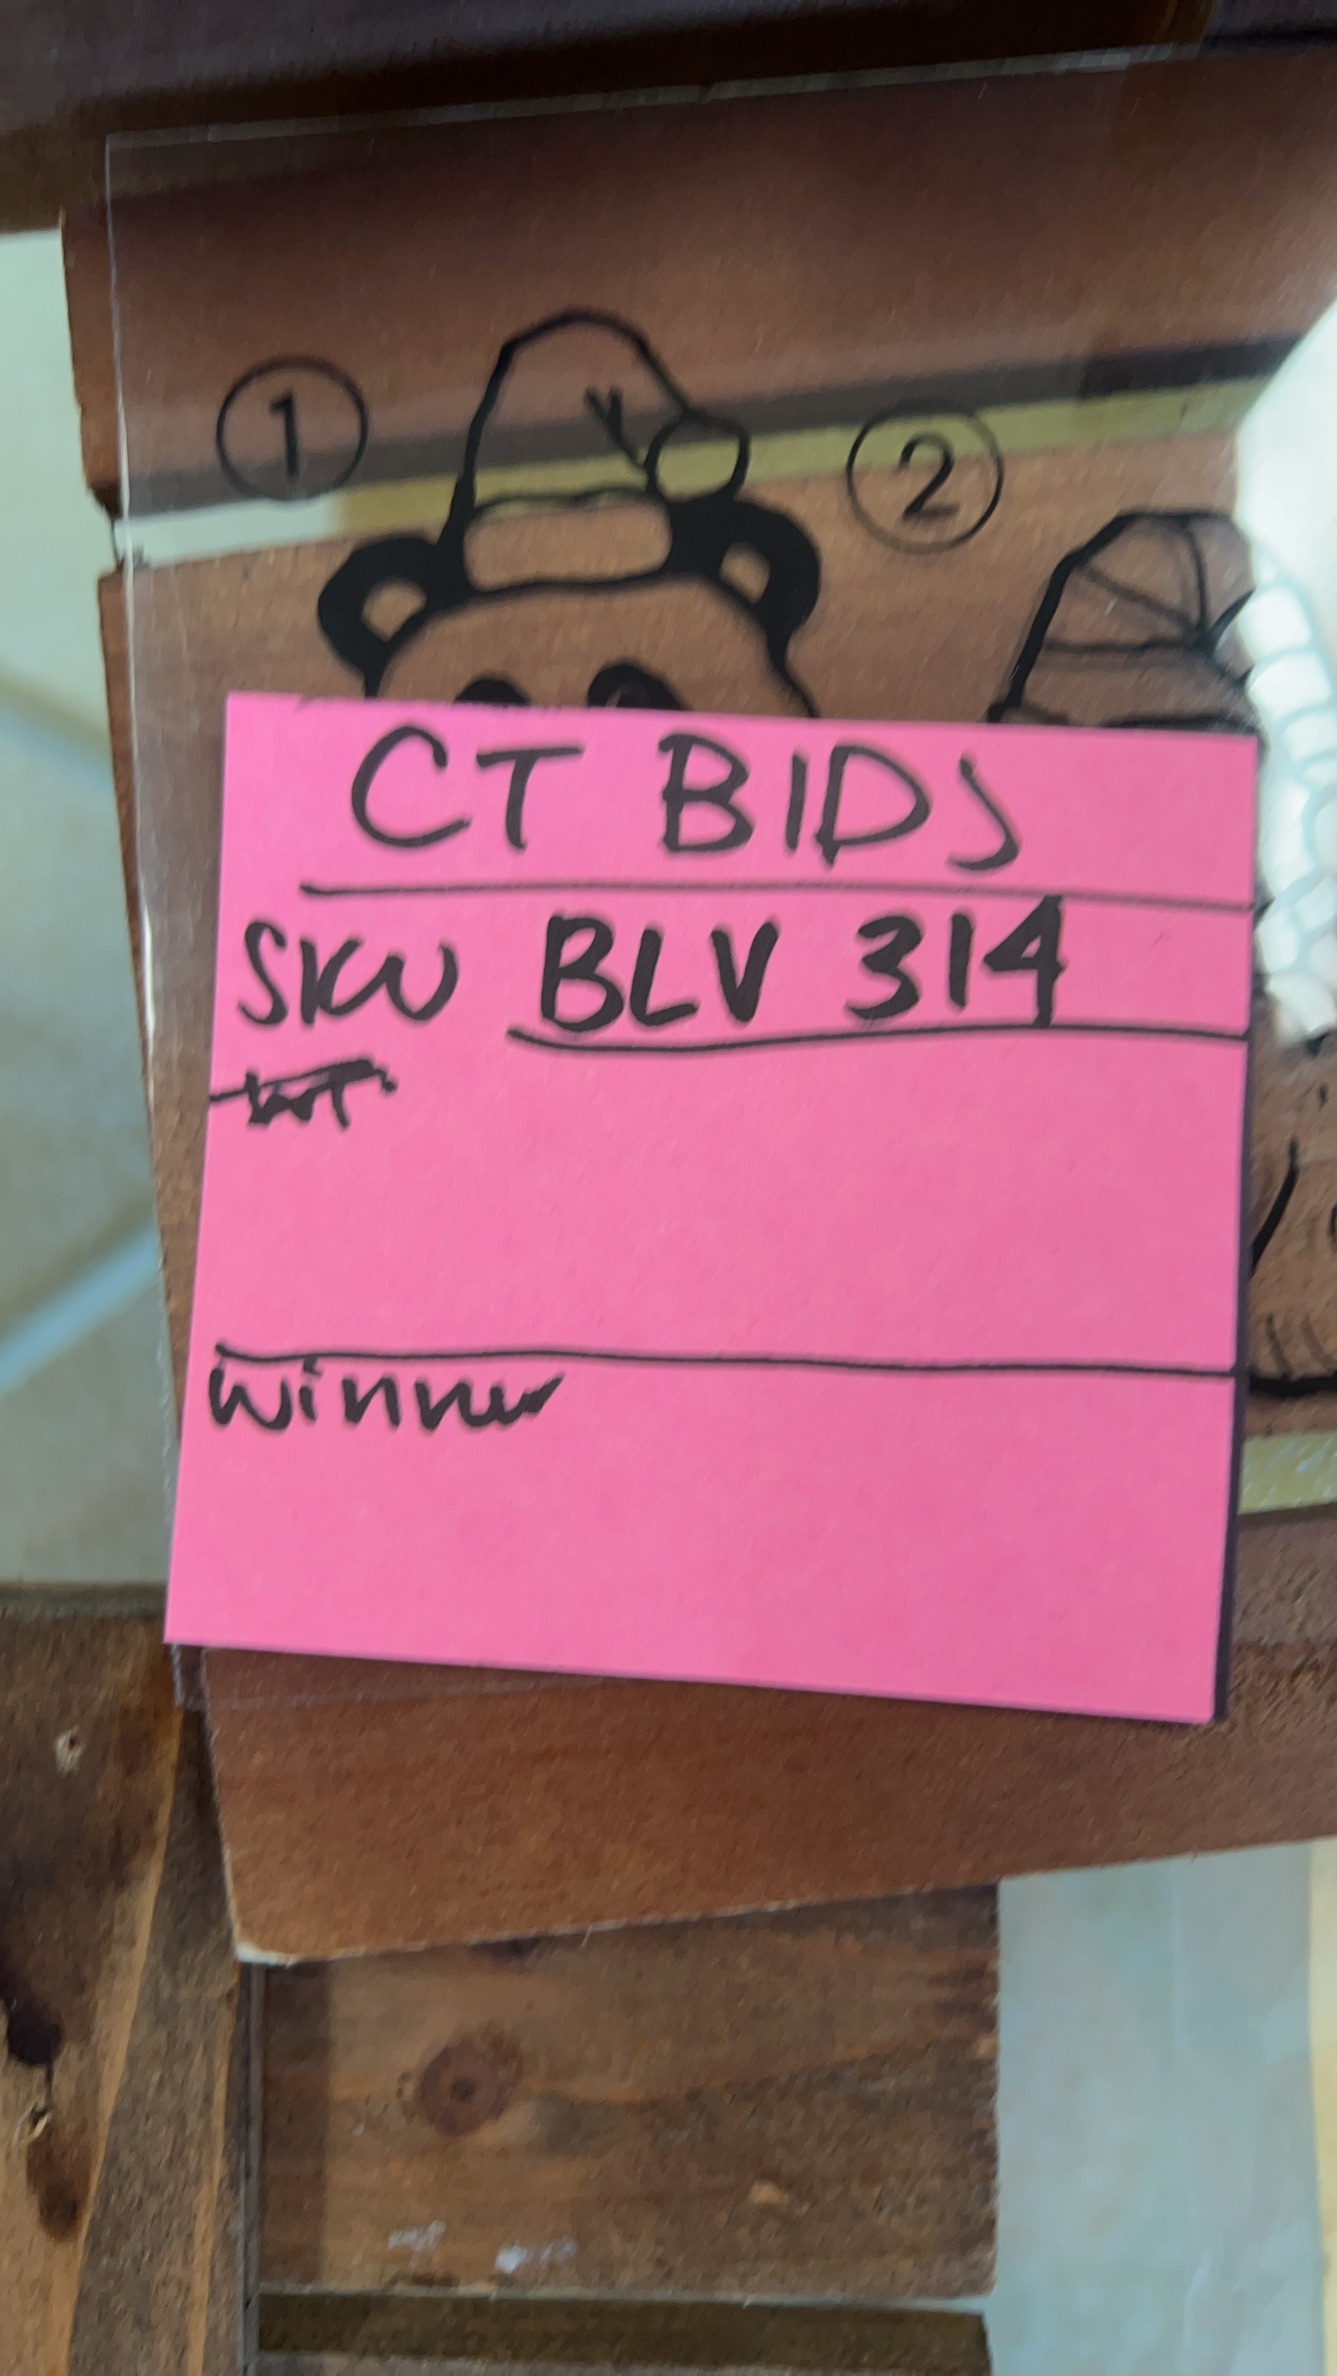 ① ②
CT BIDS
SKU BLV 314
winner